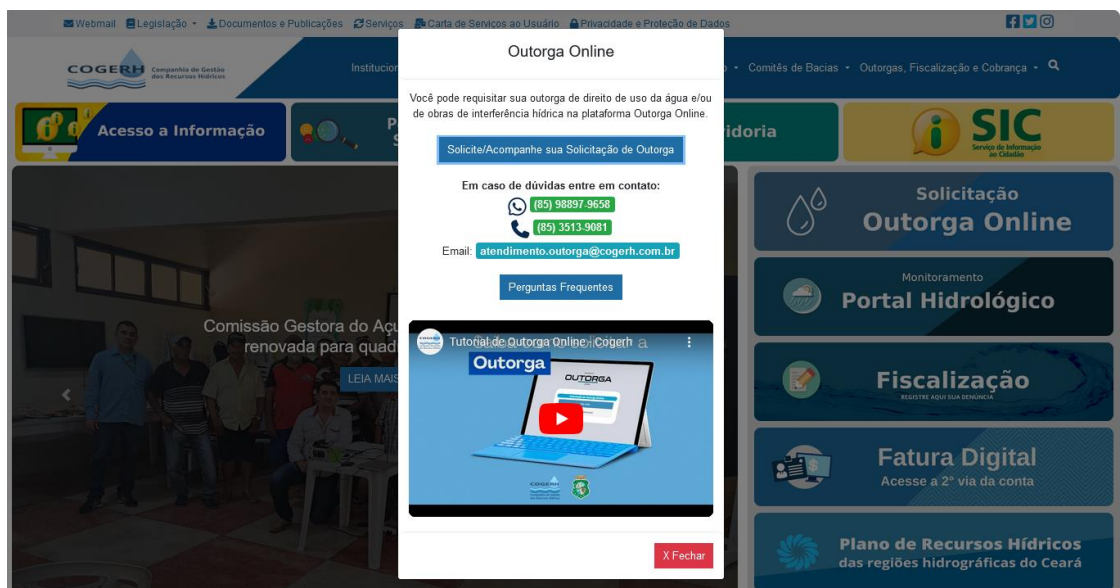 Webmail Legislação Documentos e Publicações Serviços Carta de Serviços ao Usuário Privacidade e Proteção de Dados
COGERH Companhia de Gestão
dos Recursos Hídricos
Institucion
Comitês de Bacias Outorgas, Fiscalização e Cobrança
Acesso a Informação
P
S
idoria
SIC
Serviço de Informação
ao Cidadão
Outorga Online
Você pode requisitar sua outorga de direito de uso da água e/ou
de obras de interferência hídrica na plataforma Outorga Online.
Solicite/Acompanhe sua Solicitação de Outorga
Em caso de dúvidas entre em contato:
(85) 98897-9658
(85) 3513-9081
Email: atendimento.outorga@cogerh.com.br
Perguntas Frequentes
Tutorial de Outorga Online - Cogerh
a
Outorga
OUTORGA
COGERH
X Fechar
Comissão Gestora do Açu
renovada para quad
LEIA MAIS
Solicitação
Outorga Online
Monitoramento
Portal Hidrológico
Fiscalização
REGISTRE AQUI SUA DENÚNCIA
Fatura Digital
Acesse a 2ª via da conta
Plano de Recursos Hídricos
das regiões hidrográficas do Ceará